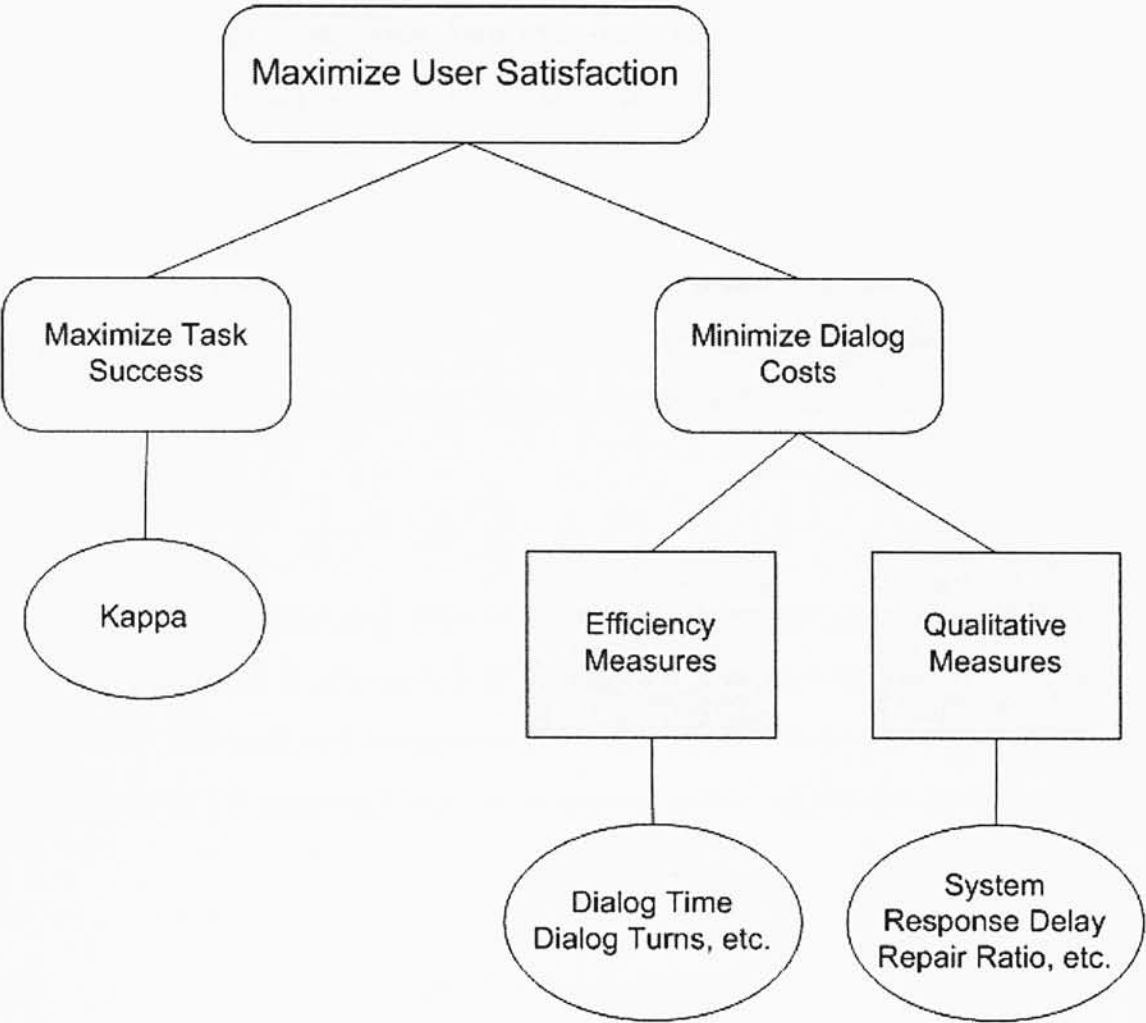 Maximize User Satisfaction
Maximize Task
Success
Minimize Dialog
Costs
Kappa
Efficiency
Measures
Qualitative
Measures
Dialog Time
Dialog Turns, etc.
System
Response Delay
Repair Ratio, etc.